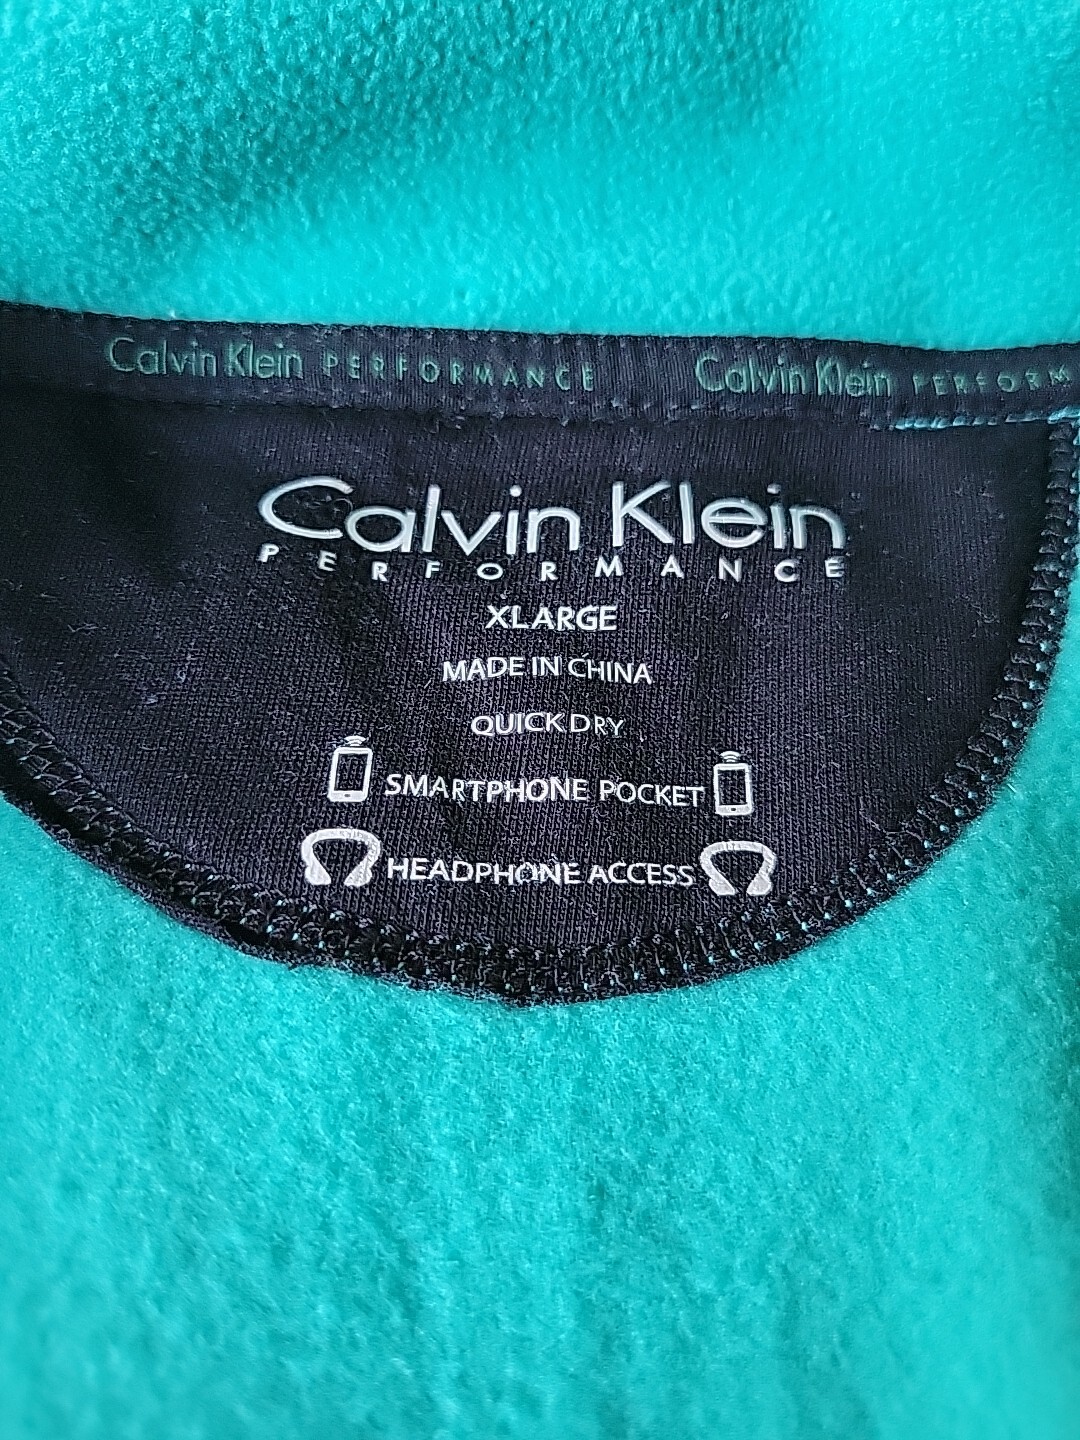 Calvin Klein PERFORMANCE Calvin Klein PERFORM
Calvin Klein
PERFORMANCE
XLARGE
MADE IN CHINA
QUICK DRY
SMARTPHONE POCKET
HEADPHONE ACCESS